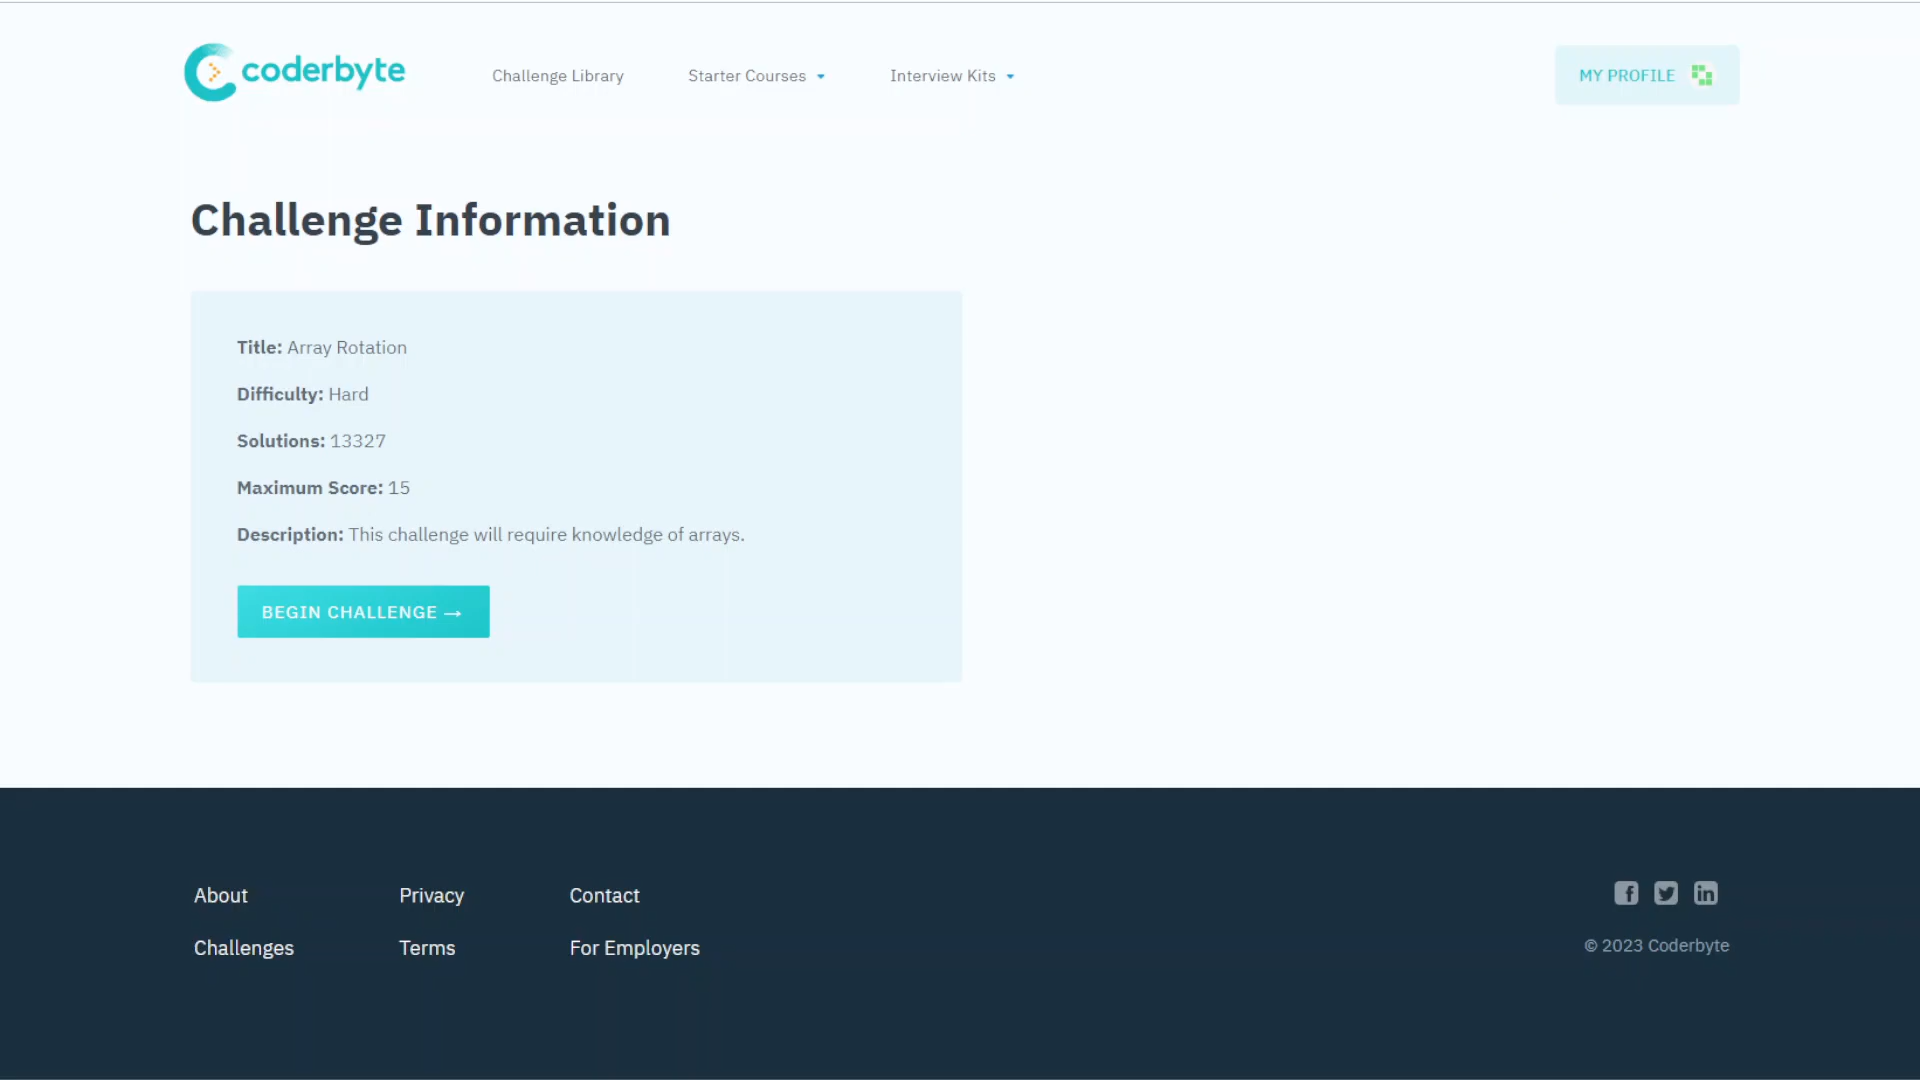 coderbyte
Challenge Library
Starter Courses
Interview Kits
MY PROFILE
Challenge Information
Title: Array Rotation
Difficulty: Hard
Solutions: 13327
Maximum Score: 15
Description: This challenge will require knowledge of arrays.
BEGIN CHALLENGE →
About
Privacy
Contact
Challenges
Terms
For Employers
© 2023 Coderbyte